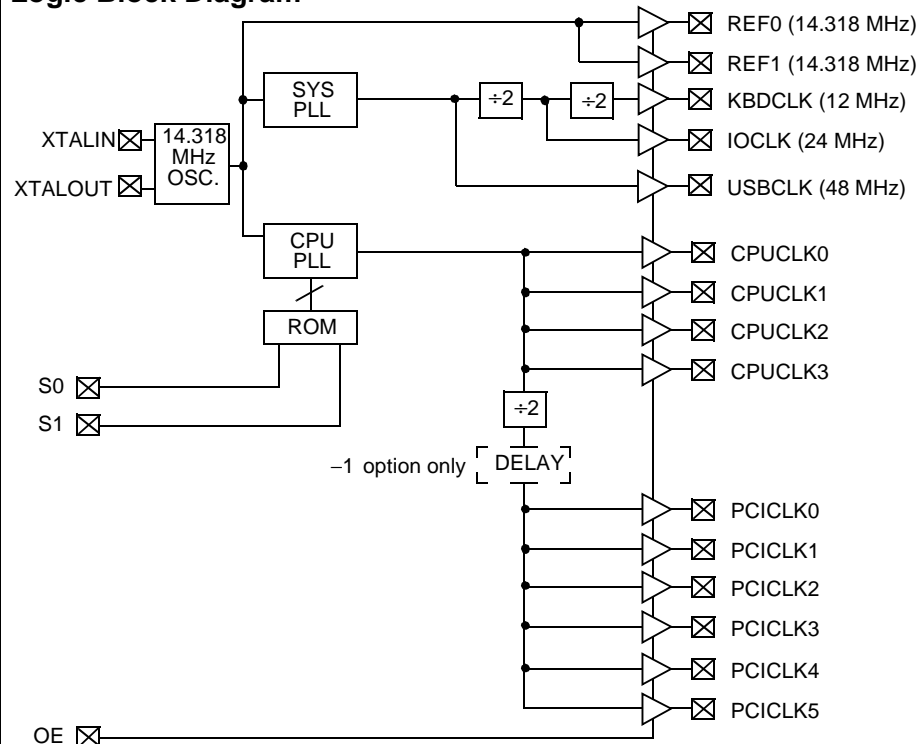 Logic Block Diagram
REF0 (14.318 MHz)
REF1 (14.318 MHz)
SYS
PLL
÷2
÷2
KBDCLK (12 MHz)
XTALIN
14.318
MHz
OSC.
IOCLK (24 MHz)
XTALOUT
USBCLK (48 MHz)
CPU
PLL
CPUCLK0
CPUCLK1
ROM
CPUCLK2
CPUCLK3
S0
÷2
S1
−1 option only
DELAY
PCICLK0
PCICLK1
PCICLK2
PCICLK3
PCICLK4
PCICLK5
OE